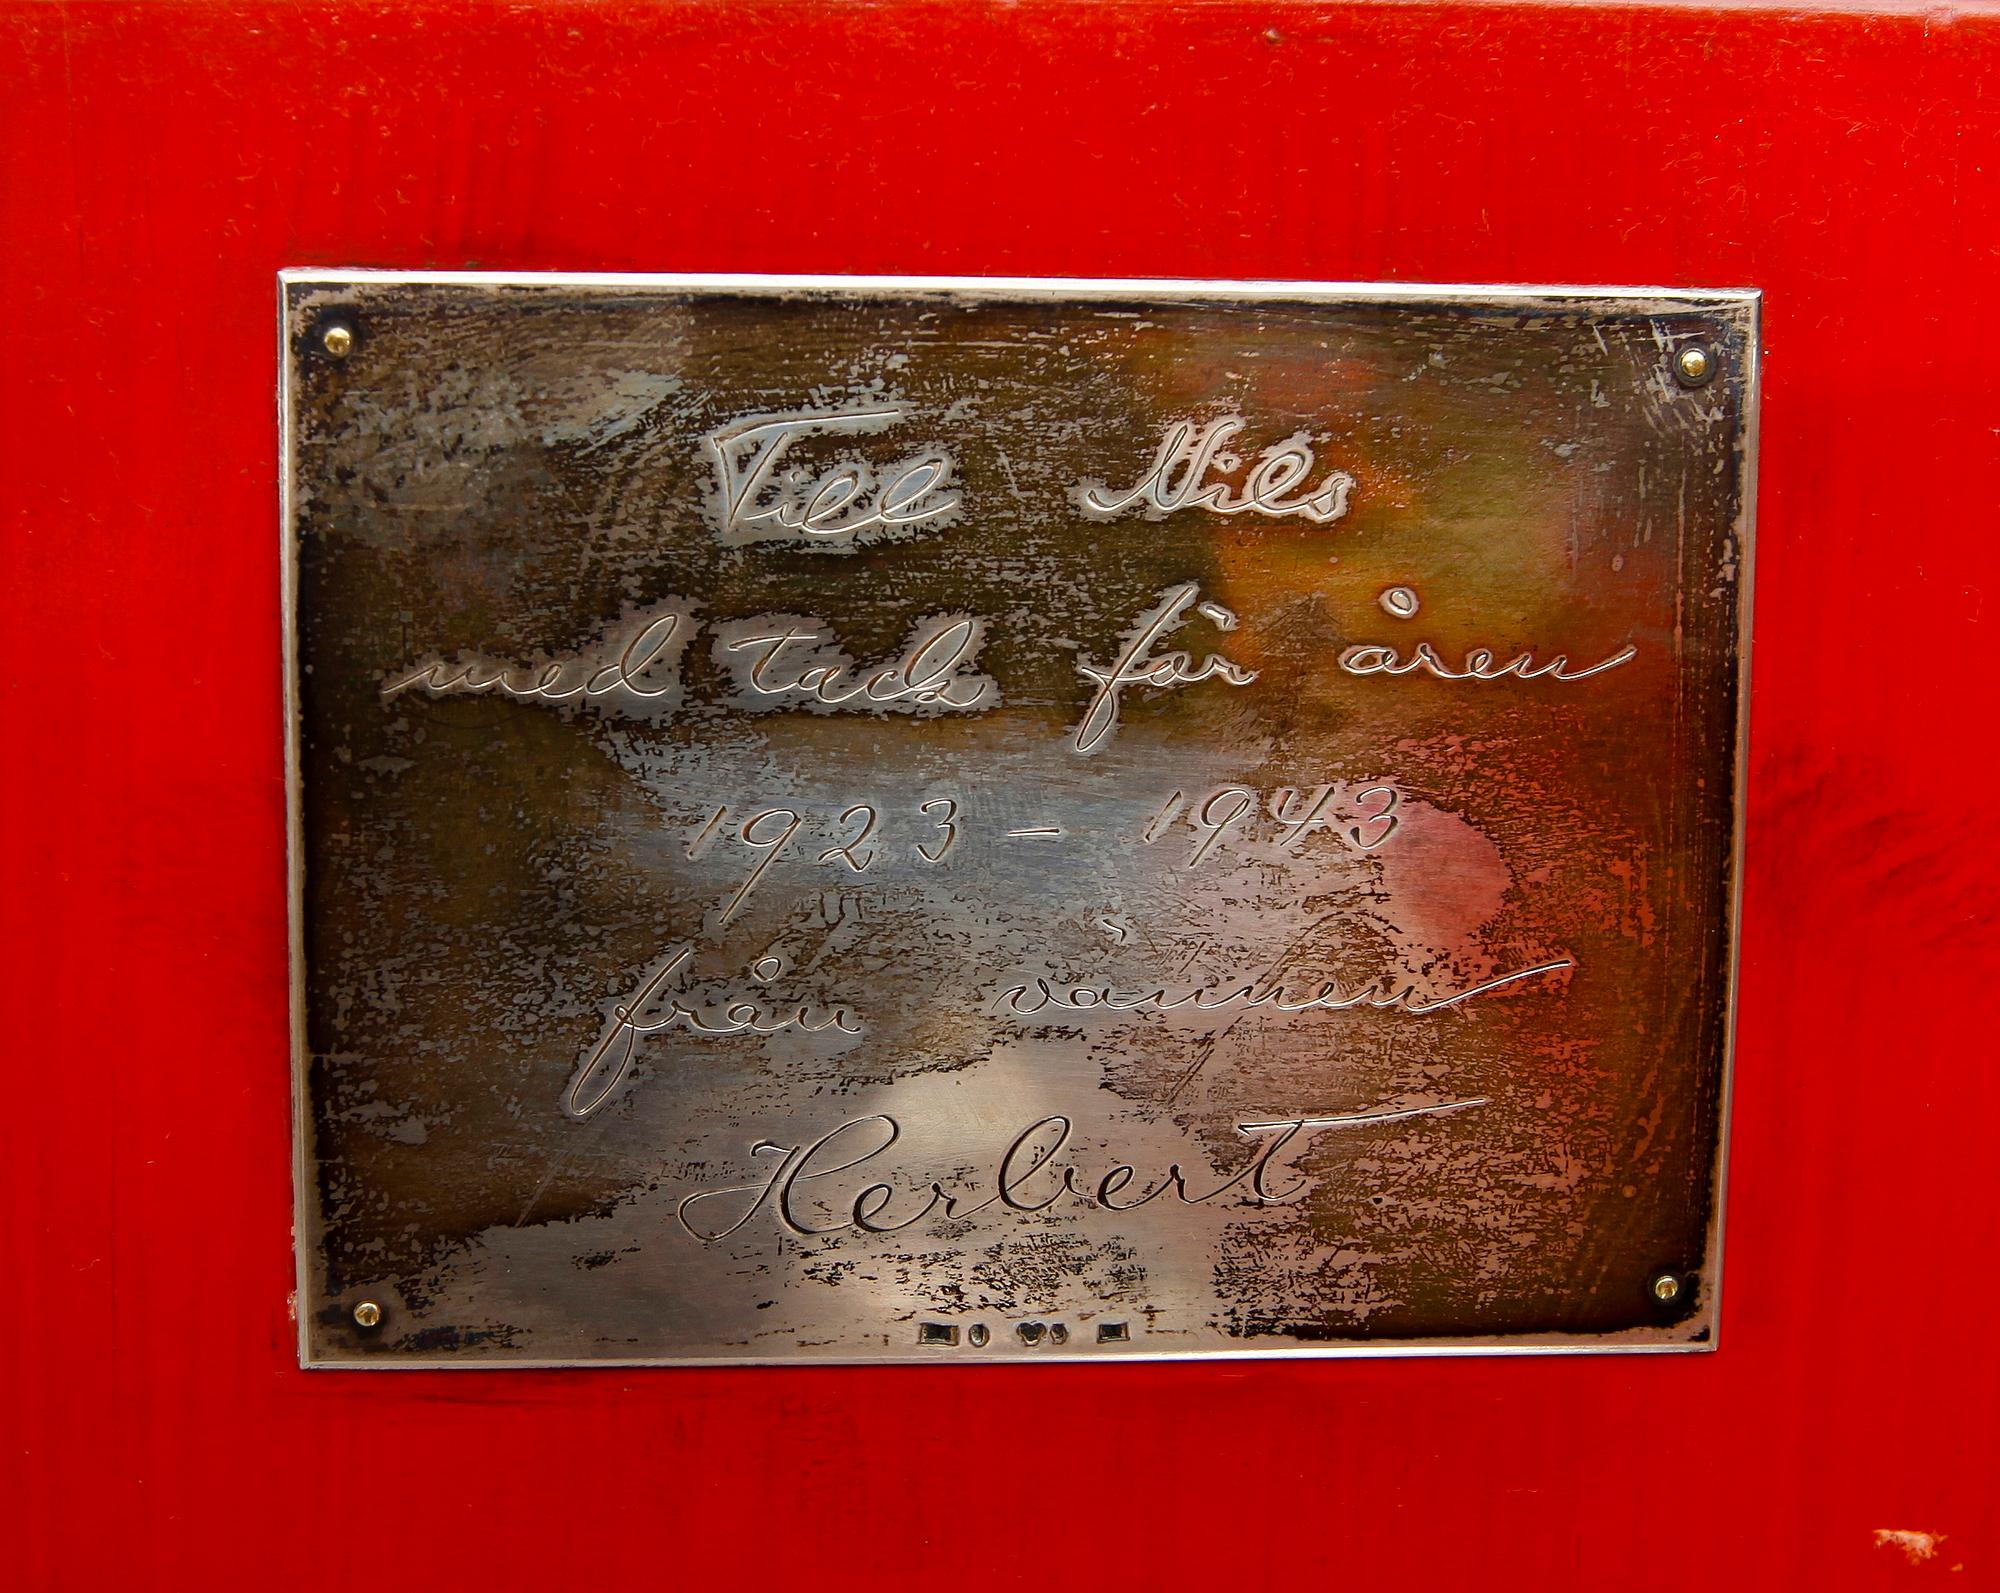 Till Nils
med tack för åren
1923 - 1943
från vännen
Herbert